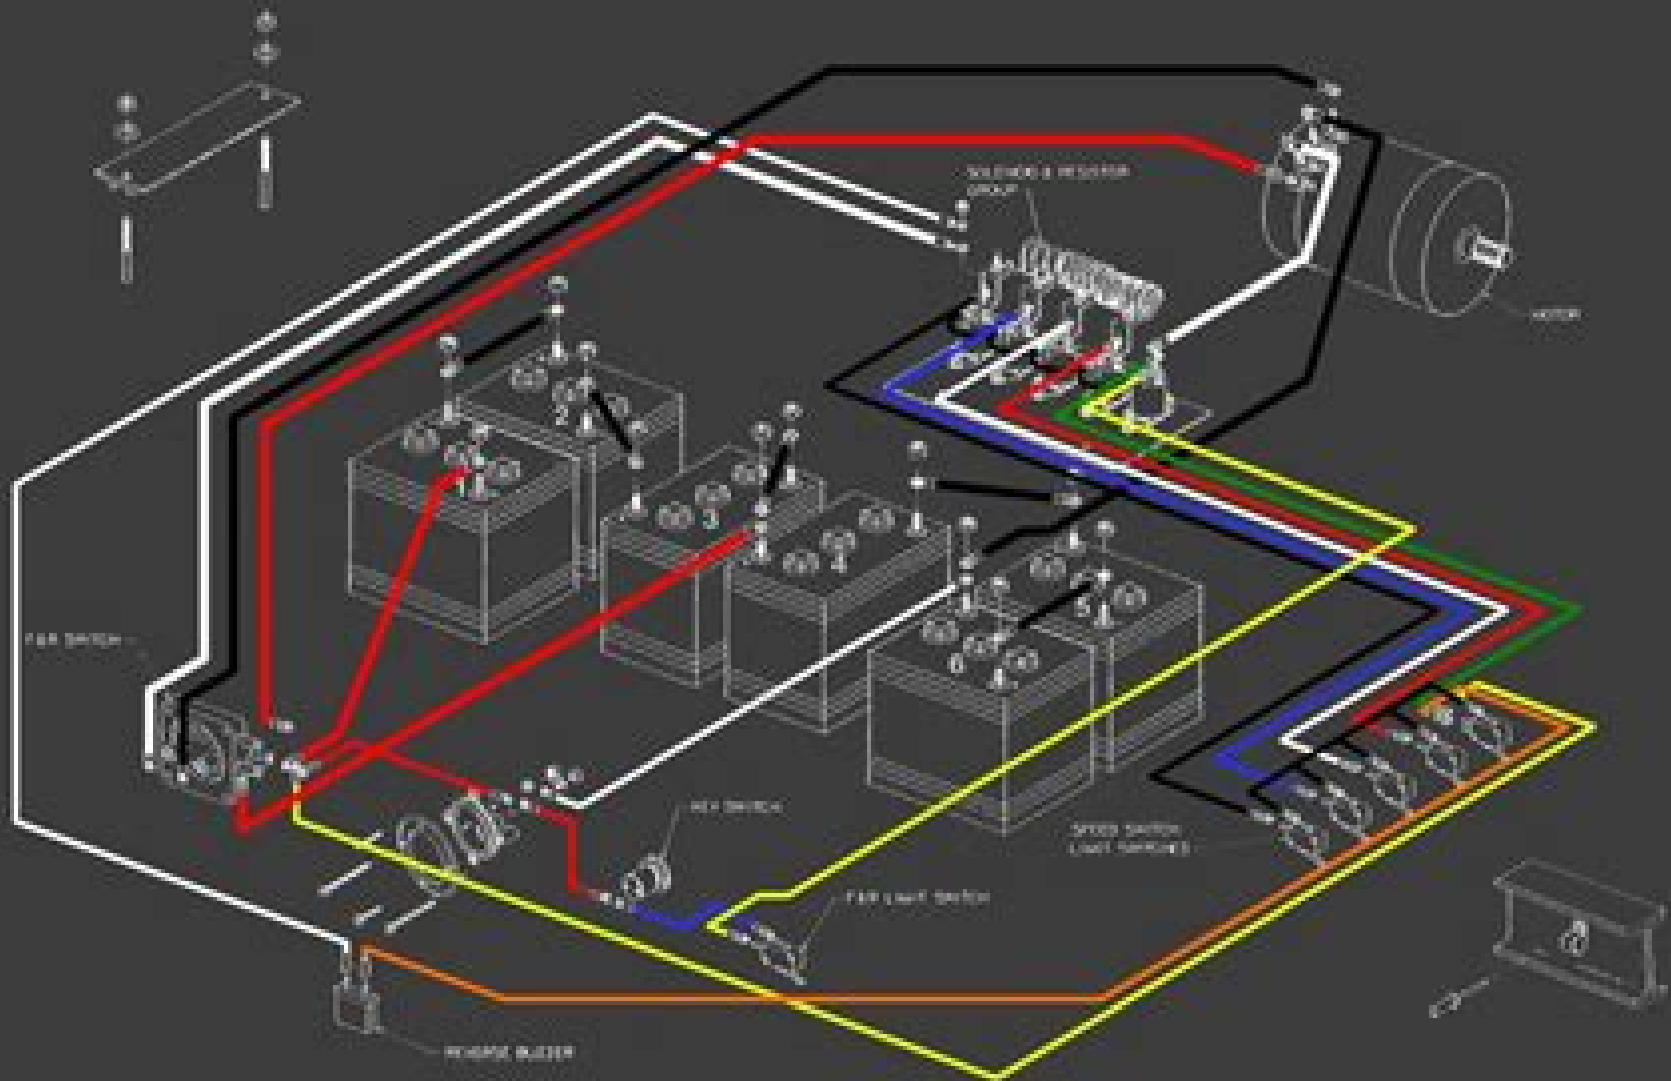 SOLENOID & RESISTOR
GROUP
MOTOR
2
1
3
4
5
6
F&R SWITCH
KEY SWITCH
SPEED SWITCH
LIMIT SWITCHES
F&R LIMIT SWITCH
REVERSE BUZZER